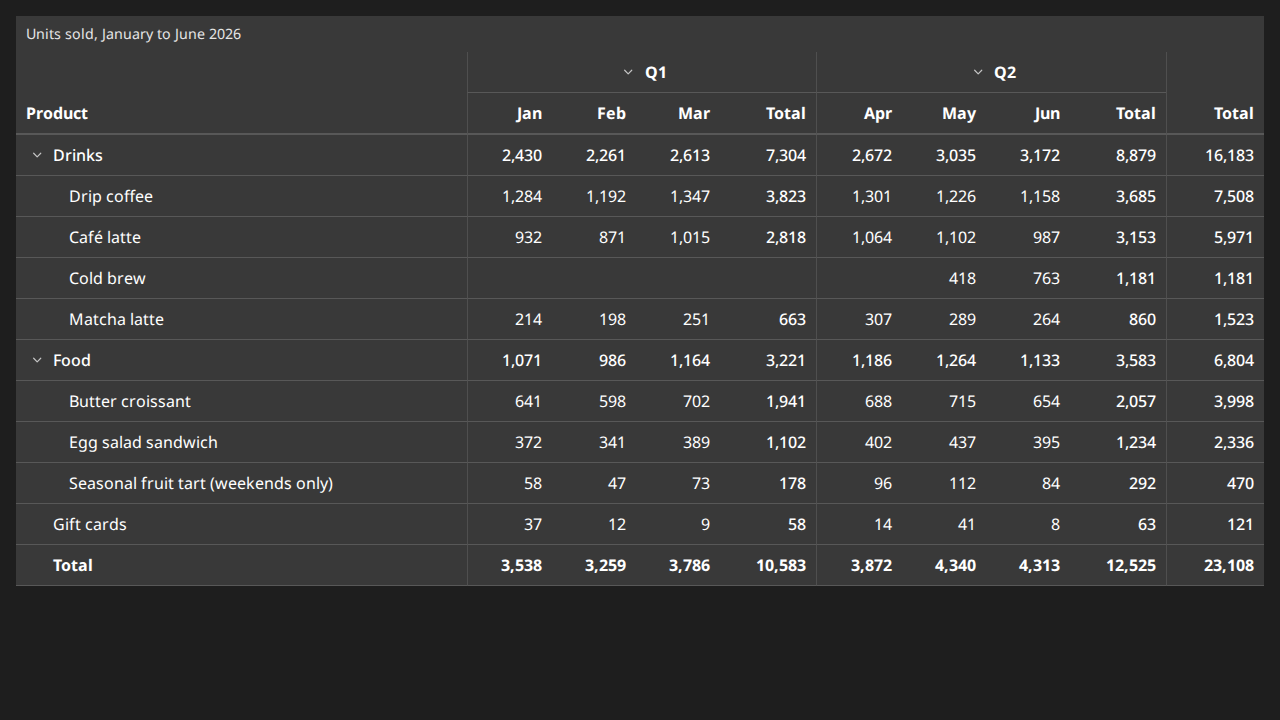 Units sold, January to June 2026
Q1 Q2
Product Jan Feb Mar Total Apr May Jun Total Total
Drinks 2,430 2,261 2,613 7,304 2,672 3,035 3,172 8,879 16,183
Drip coffee 1,284 1,192 1,347 3,823 1,301 1,226 1,158 3,685 7,508
Café latte 932 871 1,015 2,818 1,064 1,102 987 3,153 5,971
Cold brew 418 763 1,181 1,181
Matcha latte 214 198 251 663 307 289 264 860 1,523
Food 1,071 986 1,164 3,221 1,186 1,264 1,133 3,583 6,804
Butter croissant 641 598 702 1,941 688 715 654 2,057 3,998
Egg salad sandwich 372 341 389 1,102 402 437 395 1,234 2,336
Seasonal fruit tart (weekends only) 58 47 73 178 96 112 84 292 470
Gift cards 37 12 9 58 14 41 8 63 121
Total 3,538 3,259 3,786 10,583 3,872 4,340 4,313 12,525 23,108